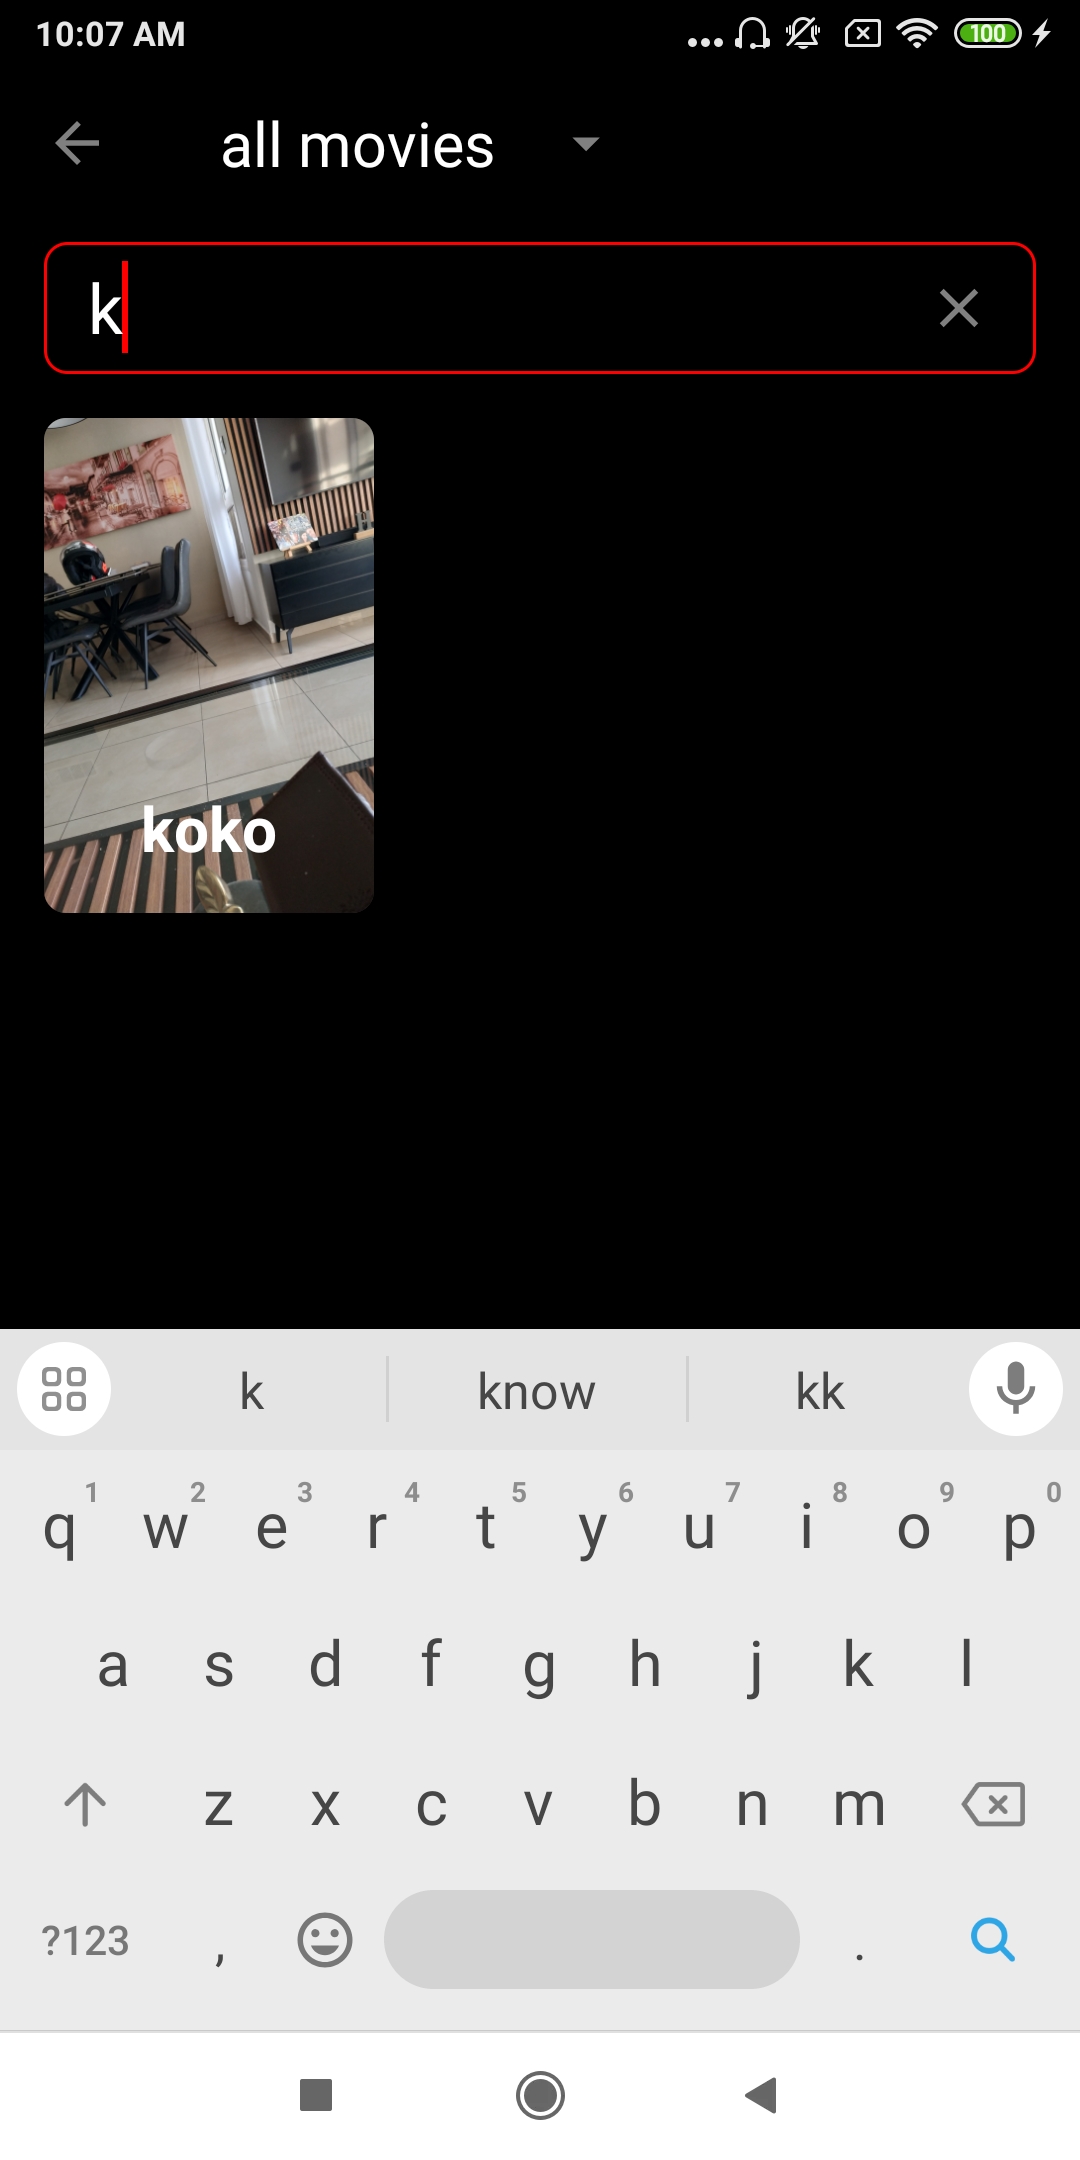 10:07 AM 100
all movies
k
koko
k know kk
1 2 3 4 5 6 7 8 9 0
q w e r t y u i o p
a s d f g h j k l
z x c v b n m
?123 , .